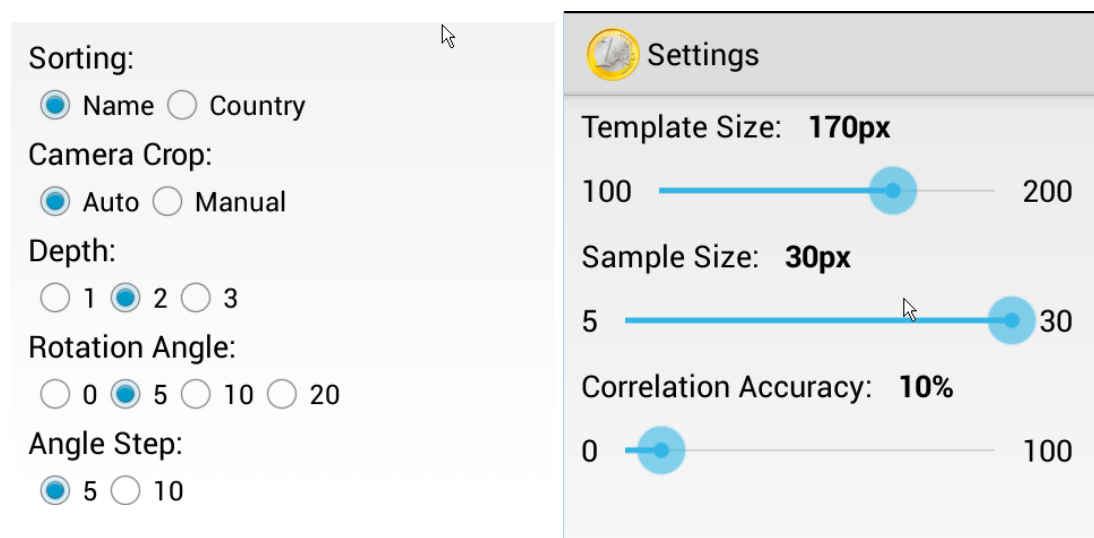 Sorting:
Name Country
Camera Crop:
Auto Manual
Depth:
1 2 3
Rotation Angle:
0 5 10 20
Angle Step:
5 10
Settings
Template Size: 170px
100 200
Sample Size: 30px
5 30
Correlation Accuracy: 10%
0 100